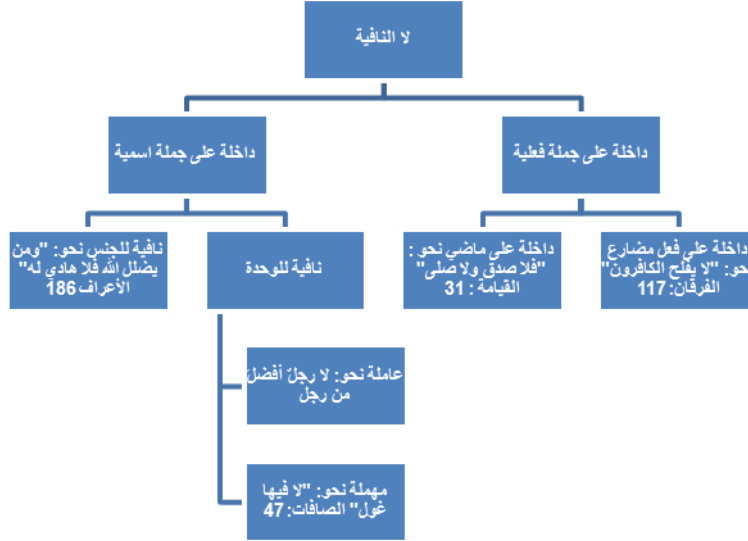 لا النافية
داخلة على جملة فعلية
داخلة على جملة اسمية
داخلة على فعل مضارع
نحو: "لا يفلح الكافرون"
الفرقان: 117
داخلة على ماضي نحو :
"فلا صدق ولا صلى"
القيامة : 31
نافية للوحدة
نافية للجنس نحو: "ومن
يضلل الله فلا هادي له"
الأعراف 186
عاملة نحو: لا رجلٌ أفضلَ
من رجل
مهملة نحو: "لا فيها
غول" الصافات: 47